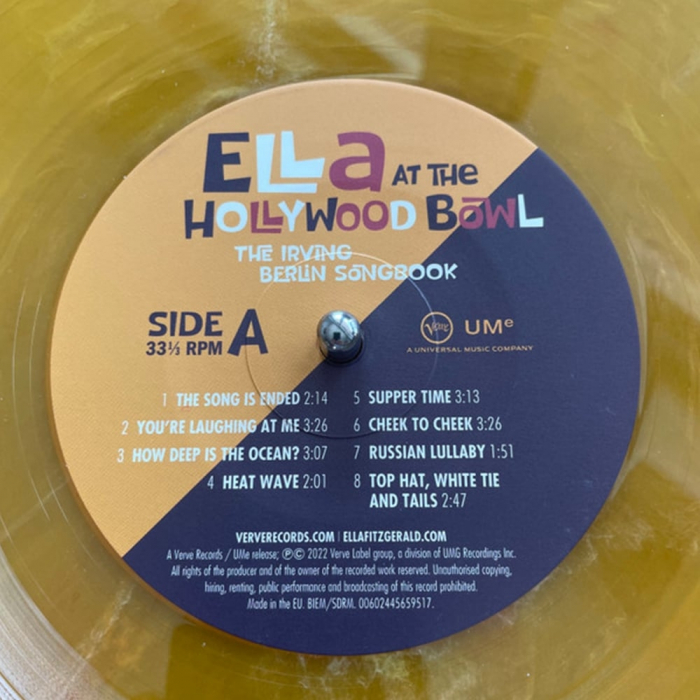 ELLa AT THe
HOLLYWOOD BOWL
THE IRVING
BERLIN SONGBOOK
SIDE A
33⅓ RPM
Verve UMe
A UNIVERSAL MUSIC COMPANY
1 THE SONG IS ENDED 2:14
2 YOU'RE LAUGHING AT ME 3:26
3 HOW DEEP IS THE OCEAN? 3:07
4 HEAT WAVE 2:01
5 SUPPER TIME 3:13
6 CHEEK TO CHEEK 3:26
7 RUSSIAN LULLABY 1:51
8 TOP HAT, WHITE TIE
AND TAILS 2:47
VERVERECORDS.COM | ELLAFITZGERALD.COM
A Verve Records / UMe release; ℗© 2022 Verve Label group, a division of UMG Recordings Inc.
All rights of the producer and of the owner of the recorded work reserved. Unauthorised copying,
hiring, renting, public performance and broadcasting of this record prohibited.
Made in the EU. BIEM/SDRM. 00602445659517.